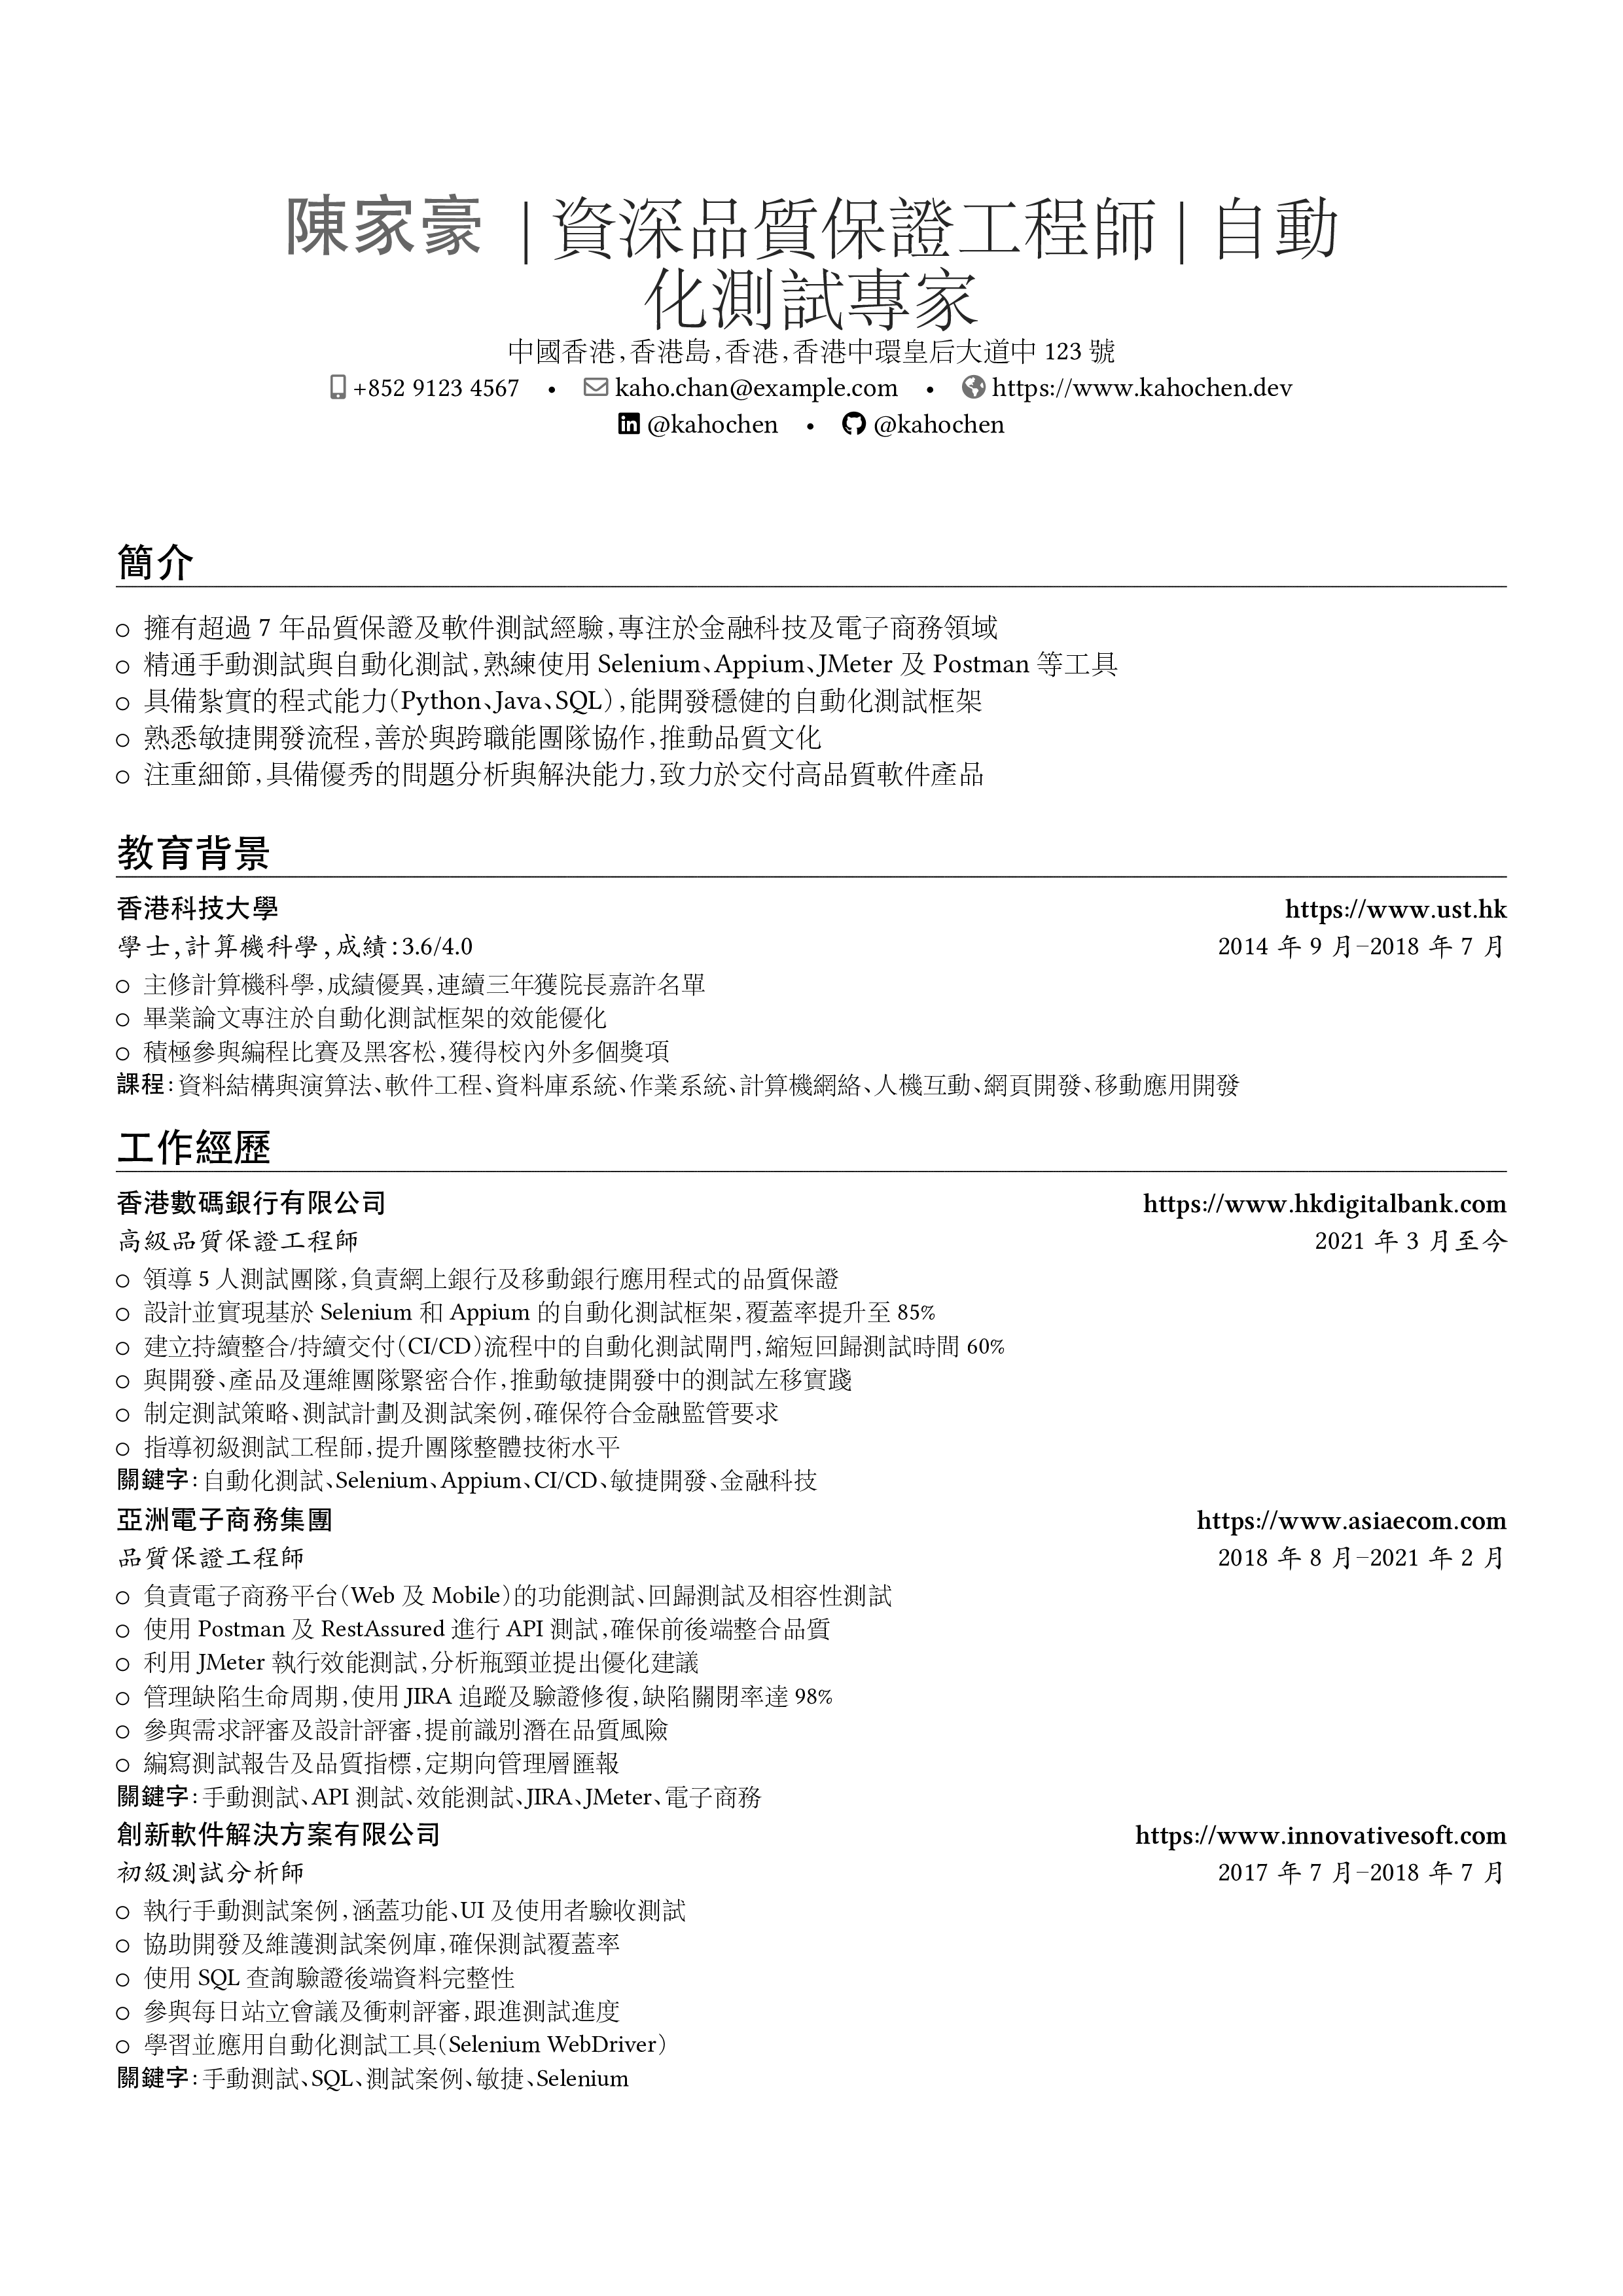 陳家豪 | 資深品質保證工程師 | 自動
化測試專家
中國香港,香港島,香港,香港中環皇后大道中 123 號
+852 9123 4567 • kaho.chan@example.com • https://www.kahochen.dev
@kahochen • @kahochen
簡介
擁有超過 7 年品質保證及軟件測試經驗,專注於金融科技及電子商務領域
精通手動測試與自動化測試,熟練使用 Selenium、Appium、JMeter 及 Postman 等工具
具備紮實的程式能力(Python、Java、SQL),能開發穩健的自動化測試框架
熟悉敏捷開發流程,善於與跨職能團隊協作,推動品質文化
注重細節,具備優秀的問題分析與解決能力,致力於交付高品質軟件產品
教育背景
香港科技大學 https://www.ust.hk
學士,計算機科學,成績:3.6/4.0 2014 年 9 月–2018 年 7 月
主修計算機科學,成績優異,連續三年獲院長嘉許名單
畢業論文專注於自動化測試框架的效能優化
積極參與編程比賽及黑客松,獲得校內外多個獎項
課程:資料結構與演算法、軟件工程、資料庫系統、作業系統、計算機網絡、人機互動、網頁開發、移動應用開發
工作經歷
香港數碼銀行有限公司 https://www.hkdigitalbank.com
高級品質保證工程師 2021 年 3 月至今
領導 5 人測試團隊,負責網上銀行及移動銀行應用程式的品質保證
設計並實現基於 Selenium 和 Appium 的自動化測試框架,覆蓋率提升至 85%
建立持續整合/持續交付(CI/CD)流程中的自動化測試閘門,縮短回歸測試時間 60%
與開發、產品及運維團隊緊密合作,推動敏捷開發中的測試左移實踐
制定測試策略、測試計劃及測試案例,確保符合金融監管要求
指導初級測試工程師,提升團隊整體技術水平
關鍵字:自動化測試、Selenium、Appium、CI/CD、敏捷開發、金融科技
亞洲電子商務集團 https://www.asiaecom.com
品質保證工程師 2018 年 8 月–2021 年 2 月
負責電子商務平台(Web 及 Mobile)的功能測試、回歸測試及相容性測試
使用 Postman 及 RestAssured 進行 API 測試,確保前後端整合品質
利用 JMeter 執行效能測試,分析瓶頸並提出優化建議
管理缺陷生命周期,使用 JIRA 追蹤及驗證修復,缺陷關閉率達 98%
參與需求評審及設計評審,提前識別潛在品質風險
編寫測試報告及品質指標,定期向管理層匯報
關鍵字:手動測試、API 測試、效能測試、JIRA、JMeter、電子商務
創新軟件解決方案有限公司 https://www.innovativesoft.com
初級測試分析師 2017 年 7 月–2018 年 7 月
執行手動測試案例,涵蓋功能、UI 及使用者驗收測試
協助開發及維護測試案例庫,確保測試覆蓋率
使用 SQL 查詢驗證後端資料完整性
參與每日站立會議及衝刺評審,跟進測試進度
學習並應用自動化測試工具(Selenium WebDriver)
關鍵字:手動測試、SQL、測試案例、敏捷、Selenium